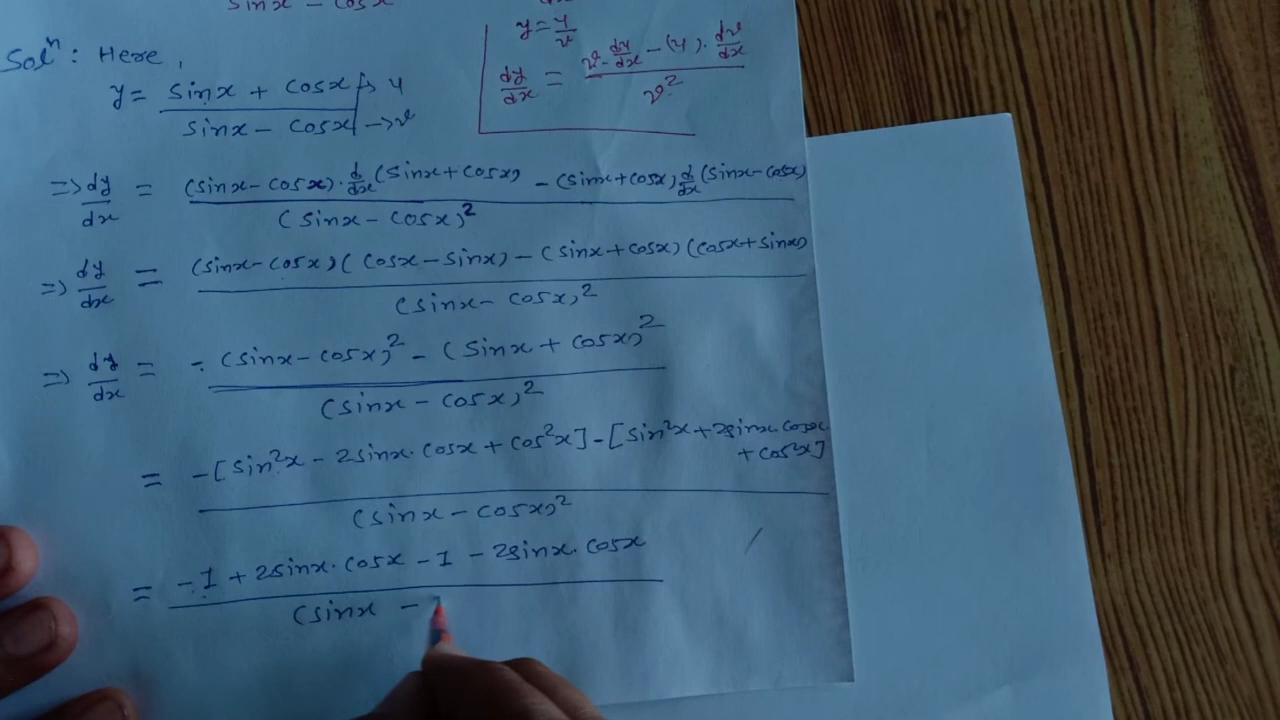 sinx - cosx
Solⁿ : Here,
y = u/v
dy/dx = (v. du/dx - (u). dv/dx) / v²
y = (sinx + cosx → u) / (sinx - cosx → v)
=> dy/dx = ((sinx - cosx). d/dx (sinx + cosx) - (sinx + cosx) d/dx (sinx - cosx)) / (sinx - cosx)²
=> dy/dx = ((sinx - cosx) (cosx - sinx) - (sinx + cosx) (cosx + sinx)) / (sinx - cosx)²
=> dy/dx = (- (sinx - cosx)² - (sinx + cosx)²) / (sinx - cosx)²
= (-[sin²x - 2sinx. cosx + cos²x] - [sin²x + 2sinx. cosx + cos²x]) / (sinx - cosx)²
= (-1 + 2sinx. cosx - 1 - 2sinx. cosx) / (sinx -